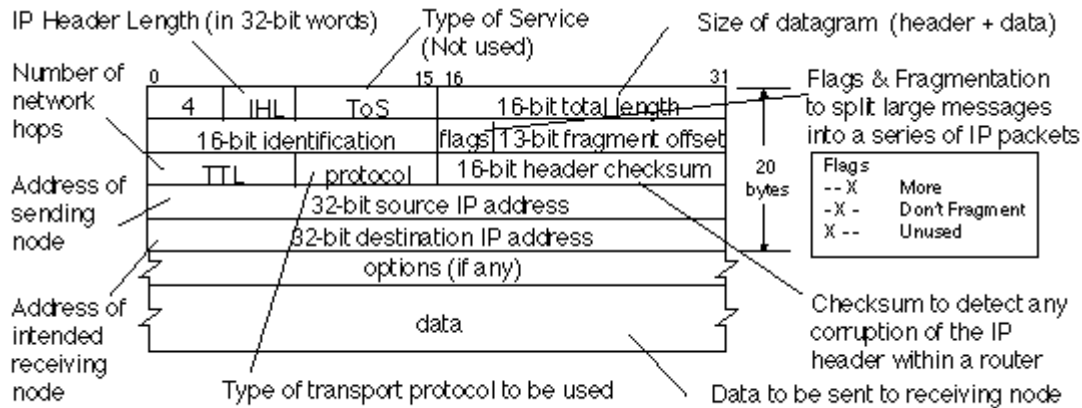 IP Header Length (in 32-bit words)
Type of Service
(Not used)
Size of datagram (header + data)
Number of
network
hops
0
15 16
31
Flags & Fragmentation
to split large messages
into a series of IP packets
4
IHL
ToS
16-bit total length
16-bit identification
flags
13-bit fragment offset
TTL
protocol
16-bit header checksum
20
bytes
Flags
--X More
-X- Don't Fragment
X-- Unused
Address of
sending
node
32-bit source IP address
32-bit destination IP address
options (if any)
Address of
intended
receiving
node
data
Checksum to detect any
corruption of the IP
header within a router
Type of transport protocol to be used
Data to be sent to receiving node